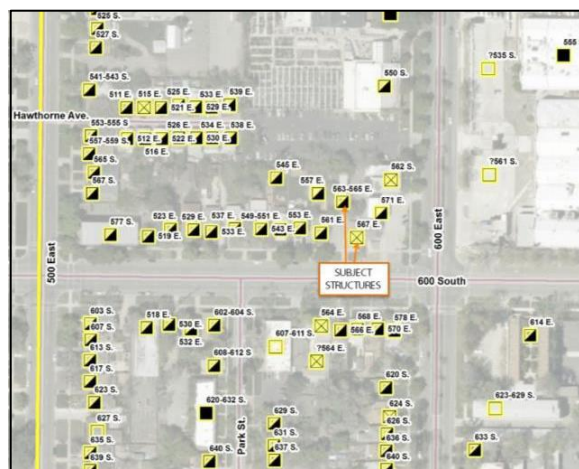 525 S.
527 S.
?535 S.
555
541-543 S.
550 S.
511 E.
515 E.
525 E.
521 E.
533 E.
529 E.
539 E.
Hawthorne Ave.
553-555 S
557-559 S.
512 E.
516 E.
526 E.
522 E.
534 E.
530 E.
538 E.
565 S.
567 S.
545 E.
557 E.
562 S.
?561 S.
563-565 E.
571 E.
577 S.
519 E.
523 E.
529 E.
537 E.
533 E.
549-551 E.
543 E.
553 E.
561 E.
567 E.
500 East
600 East
SUBJECT
STRUCTURES
600 South
603 S.
607 S.
518 E.
530 E.
532 E.
602-604 S.
564 E.
566 E.
568 E.
578 E.
570 E.
614 E.
607-611 S.
?564 E.
613 S.
608-612 S
617 S.
620 S.
623 S.
620-632 S.
624 S.
623-629 S.
627 S.
Park St.
629 S.
626 S.
631 S.
636 S.
635 S.
637 S.
633 S.
639 S.
640 S.
640 S.